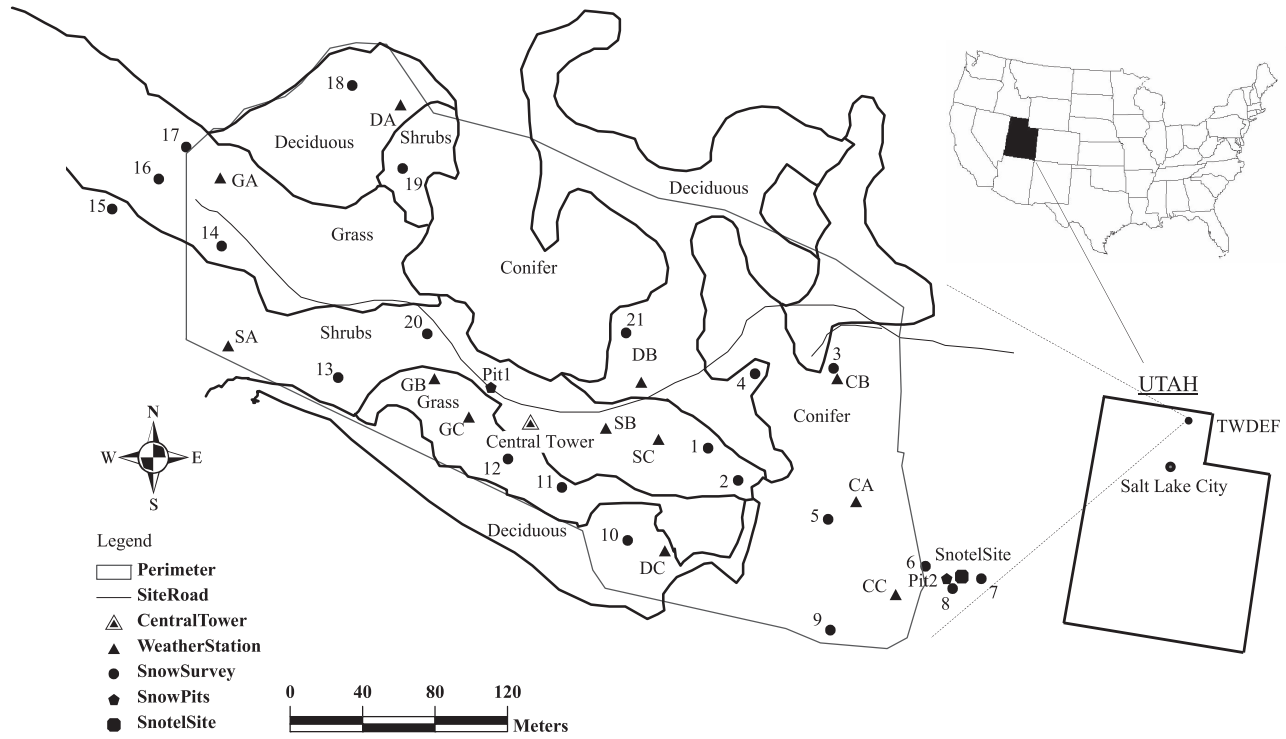 18
DA
Deciduous
Shrubs
17
16
GA
19
Deciduous
15
14
Grass
Conifer
SA
Shrubs
20
21
DB
3
13
GB
Pit1
4
CB
UTAH
Grass
GC
Central Tower
SB
SC
1
Conifer
TWDEF
N
W
E
S
12
11
2
CA
Salt Lake City
Deciduous
10
5
DC
6
SnotelSite
Pit2
CC
8
7
9
Legend
Perimeter
SiteRoad
CentralTower
WeatherStation
SnowSurvey
SnowPits
SnotelSite
0 40 80 120
Meters